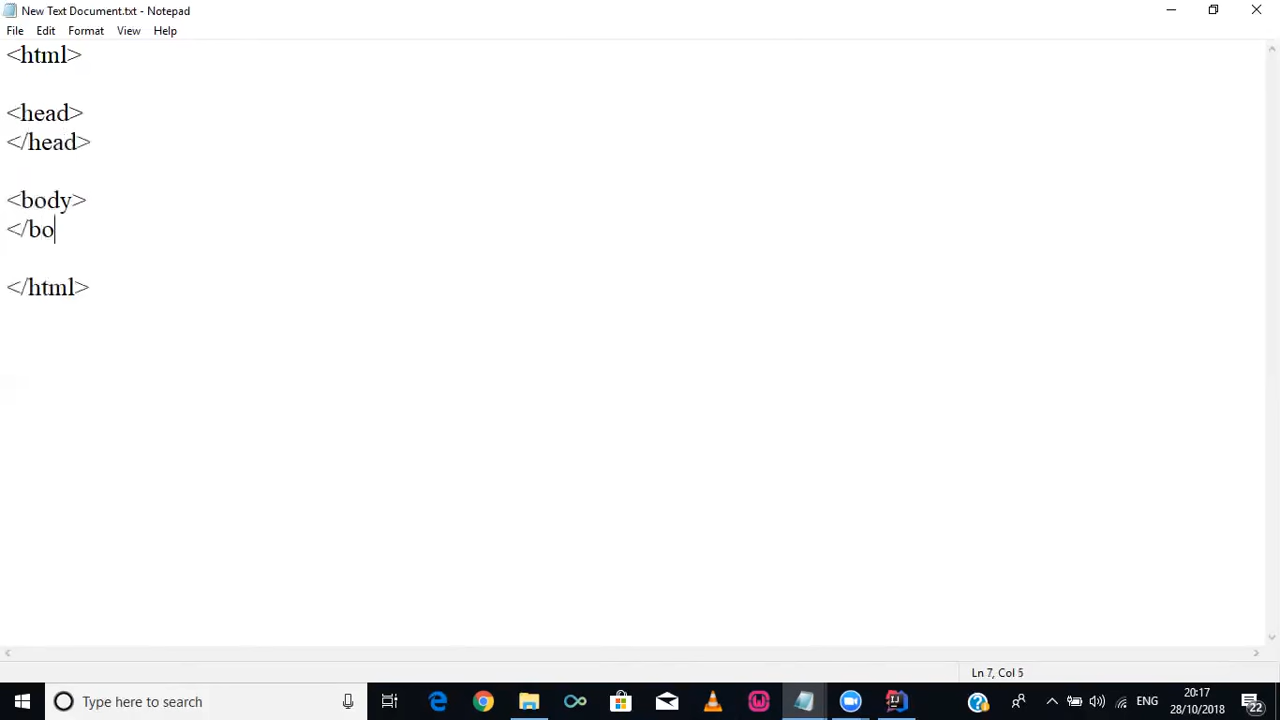 New Text Document.txt - Notepad
File Edit Format View Help
<html>
<head>
</head>
<body>
</bo
</html>
Ln 7, Col 5
Type here to search
ENG
20:17
28/10/2018
22